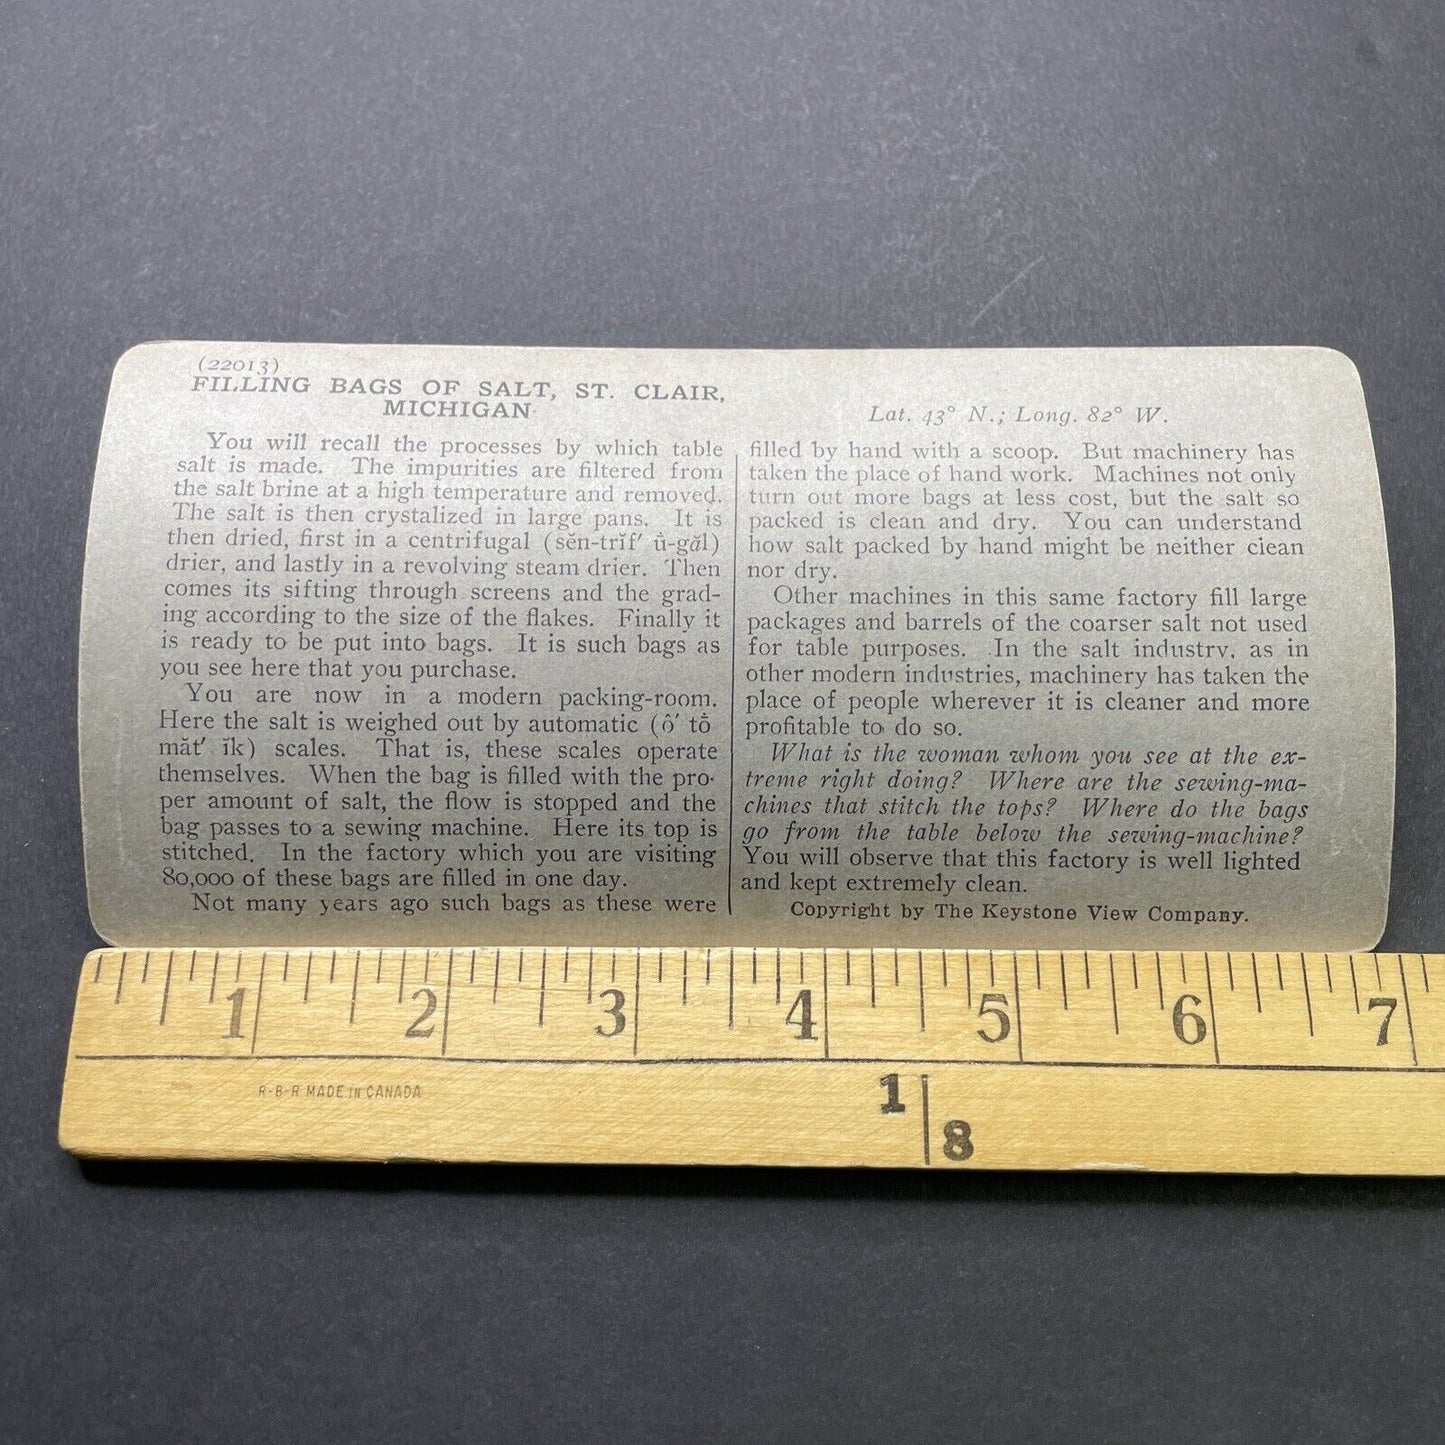 (22013)
FILLING BAGS OF SALT, ST. CLAIR,
MICHIGAN
You will recall the processes by which table
salt is made. The impurities are filtered from
the salt brine at a high temperature and removed.
The salt is then crystalized in large pans. It is
then dried, first in a centrifugal (sĕn-trĭf′ ů-găl)
drier, and lastly in a revolving steam drier. Then
comes its sifting through screens and the grad-
ing according to the size of the flakes. Finally it
is ready to be put into bags. It is such bags as
you see here that you purchase.
You are now in a modern packing-room.
Here the salt is weighed out by automatic (ô′ tȯ
măt′ ĭk) scales. That is, these scales operate
themselves. When the bag is filled with the pro-
per amount of salt, the flow is stopped and the
bag passes to a sewing machine. Here its top is
stitched. In the factory which you are visiting
80,000 of these bags are filled in one day.
Not many years ago such bags as these were
Lat. 43° N.; Long. 82° W.
filled by hand with a scoop. But machinery has
taken the place of hand work. Machines not only
turn out more bags at less cost, but the salt so
packed is clean and dry. You can understand
how salt packed by hand might be neither clean
nor dry.
Other machines in this same factory fill large
packages and barrels of the coarser salt not used
for table purposes. In the salt industry, as in
other modern industries, machinery has taken the
place of people wherever it is cleaner and more
profitable to do so.
What is the woman whom you see at the ex-
treme right doing? Where are the sewing-ma-
chines that stitch the tops? Where do the bags
go from the table below the sewing-machine?
You will observe that this factory is well lighted
and kept extremely clean.
Copyright by The Keystone View Company.
1 2 3 4 5 6 7
R-B-R MADE IN CANADA
1
8